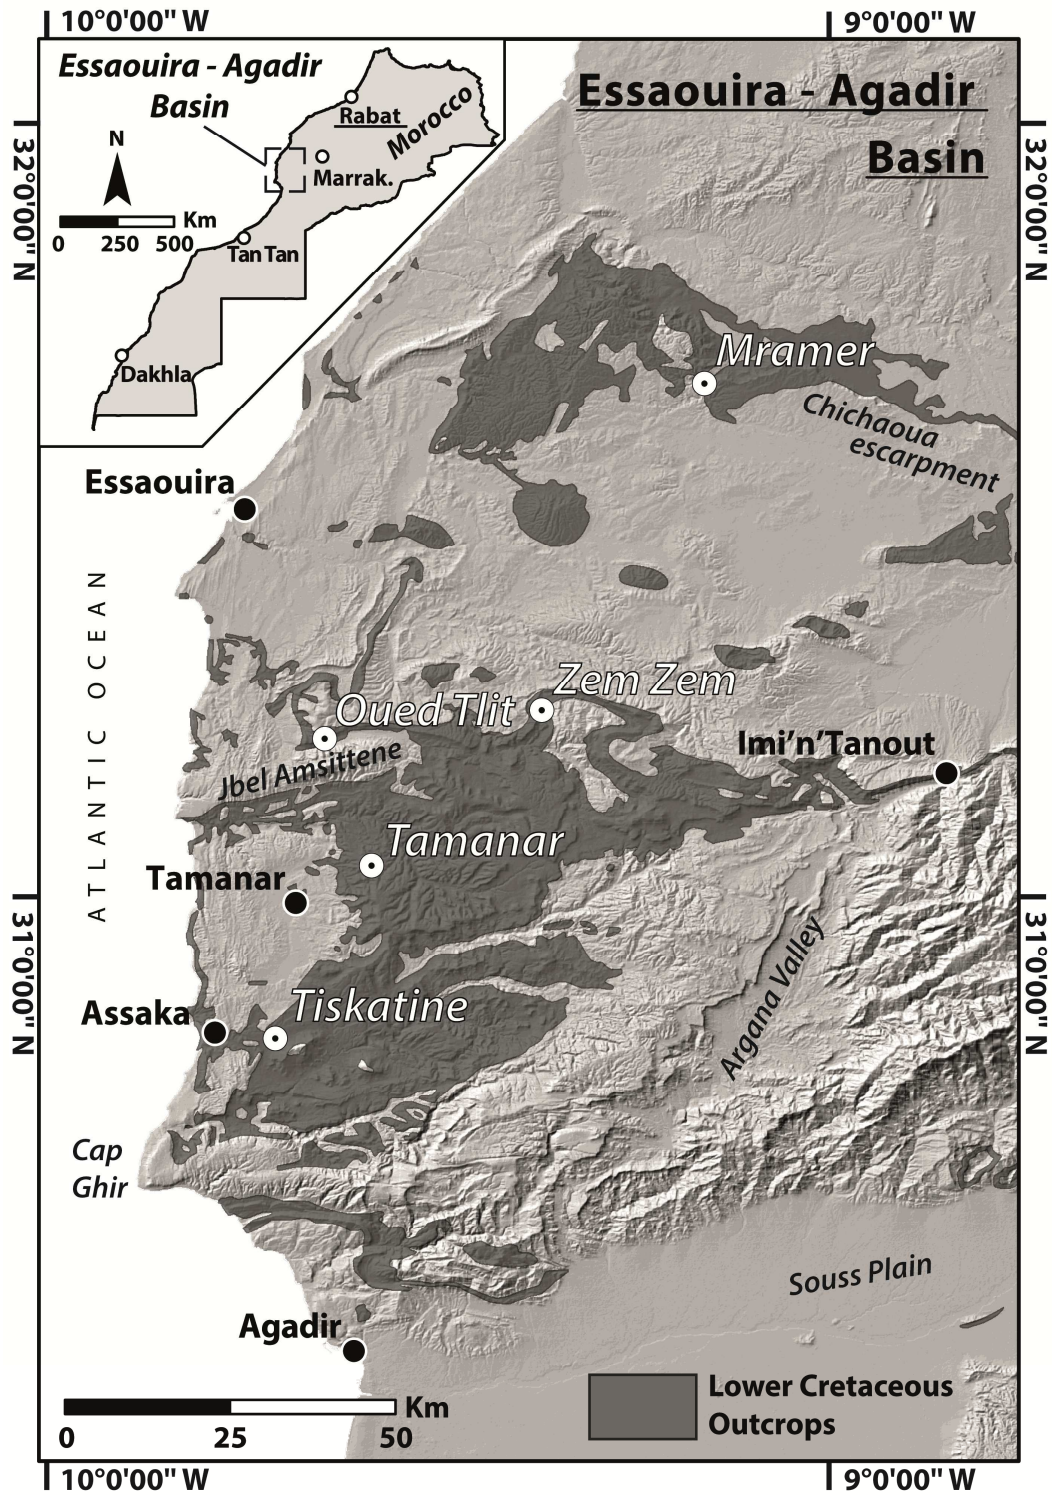 10°0'00" W
9°0'00" W
Essaouira - Agadir
Basin
N
Km
0 250 500
Rabat
Morocco
Marrak.
Tan Tan
Dakhla
Essaouira - Agadir
Basin
32°0'00" N
32°0'00" N
Mramer
Chichaoua
escarpment
Essaouira
ATLANTIC OCEAN
Zem Zem
Oued Tlit
Imi'n'Tanout
Jbel Amsittene
Tamanar
Tamanar
31°0'00" N
31°0'00" N
Argana Valley
Tiskatine
Assaka
Cap
Ghir
Souss Plain
Agadir
Km
0 25 50
Lower Cretaceous
Outcrops
10°0'00" W
9°0'00" W